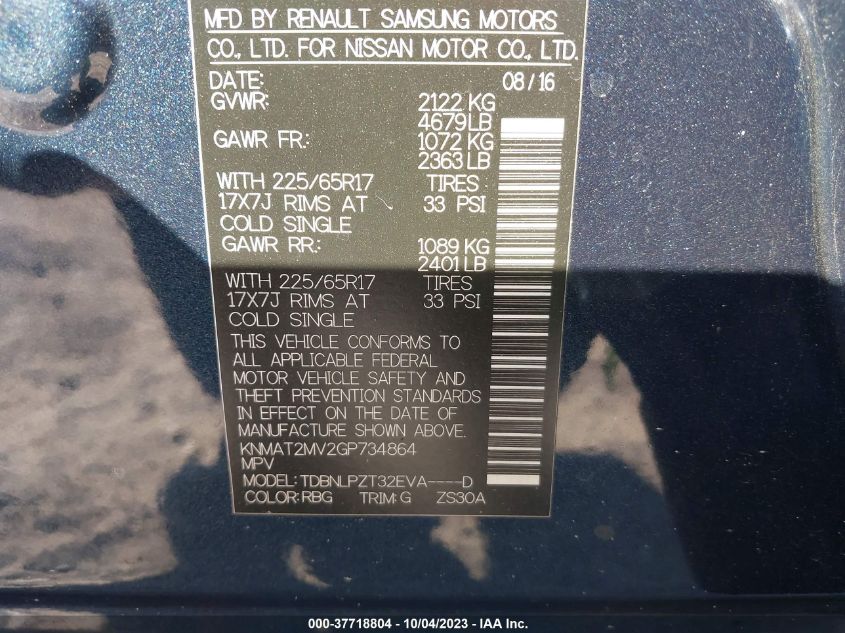 MFD BY RENAULT SAMSUNG MOTORS
CO., LTD. FOR NISSAN MOTOR CO., LTD.
DATE: 08/16
GVWR: 2122 KG
4679 LB
GAWR FR.: 1072 KG
2363 LB
WITH 225/65R17 TIRES
17X7J RIMS AT 33 PSI
COLD SINGLE
GAWR RR.: 1089 KG
2401 LB
WITH 225/65R17 TIRES
17X7J RIMS AT 33 PSI
COLD SINGLE
THIS VEHICLE CONFORMS TO
ALL APPLICABLE FEDERAL
MOTOR VEHICLE SAFETY AND
THEFT PREVENTION STANDARDS
IN EFFECT ON THE DATE OF
MANUFACTURE SHOWN ABOVE.
KNMAT2MV2GP734864
MPV
MODEL: TDBNLPZT32EVA----D
COLOR: RBG TRIM: G ZS30A
000-37718804 - 10/04/2023 - IAA Inc.